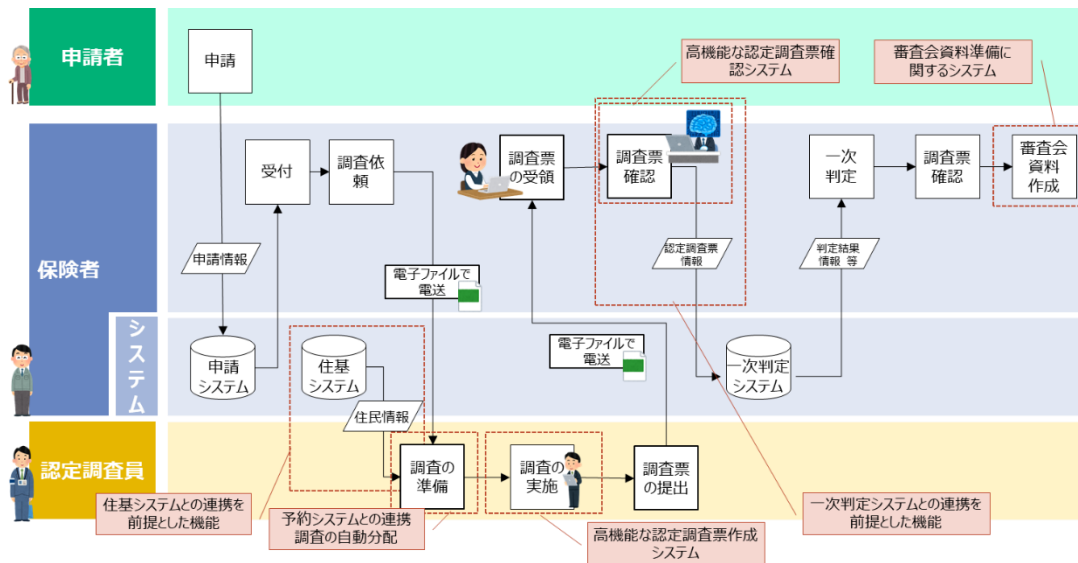 申請者
申請
高機能な認定調査票確
認システム
審査会資料準備に
関するシステム
保険者
受付
調査依
頼
調査票
の受領
調査票
確認
一次
判定
調査票
確認
審査会
資料
作成
申請情報
認定調査票
情報
判定結果
情報 等
電子ファイルで
電送
システム
申請
システム
住基
システム
電子ファイルで
電送
一次判定
システム
住民情報
認定調査員
調査の
準備
調査の
実施
調査票
の提出
住基システムとの連携を
前提とした機能
予約システムとの連携
調査の自動分配
高機能な認定調査票作成
システム
一次判定システムとの連携を
前提とした機能